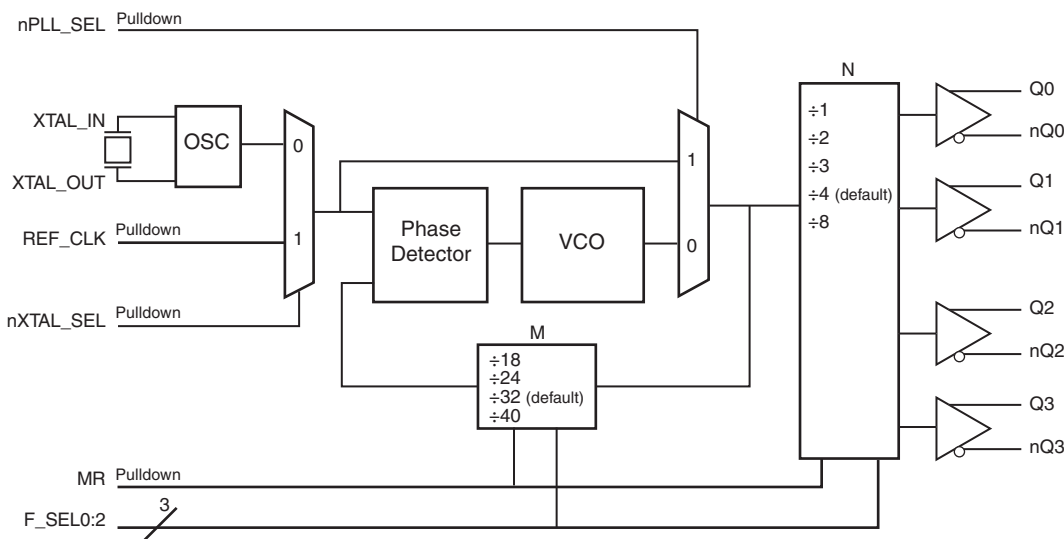 nPLL_SEL Pulldown
N
XTAL_IN
OSC
XTAL_OUT
0
1
REF_CLK Pulldown
nXTAL_SEL Pulldown
Phase
Detector
VCO
1
0
M
÷18
÷24
÷32 (default)
÷40
÷1
÷2
÷3
÷4 (default)
÷8
Q0
nQ0
Q1
nQ1
Q2
nQ2
Q3
nQ3
MR Pulldown
F_SEL0:2
3